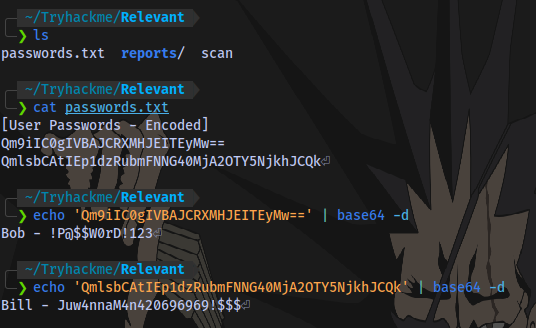 ~/Tryhackme/Relevant
❯ ls
passwords.txt reports/ scan
~/Tryhackme/Relevant
❯ cat passwords.txt
[User Passwords - Encoded]
Qm9iIC0gIVBAJCRXMHJEITEyMw==
QmlsbCAtIEp1dzRubmFNNG40MjA2OTY5NjkhJCQk⏎
~/Tryhackme/Relevant
❯ echo 'Qm9iIC0gIVBAJCRXMHJEITEyMw==' | base64 -d
Bob - !P@$$W0rD!123⏎
~/Tryhackme/Relevant
❯ echo 'QmlsbCAtIEp1dzRubmFNNG40MjA2OTY5NjkhJCQk' | base64 -d
Bill - Juw4nnaM4n420696969!$$$⏎